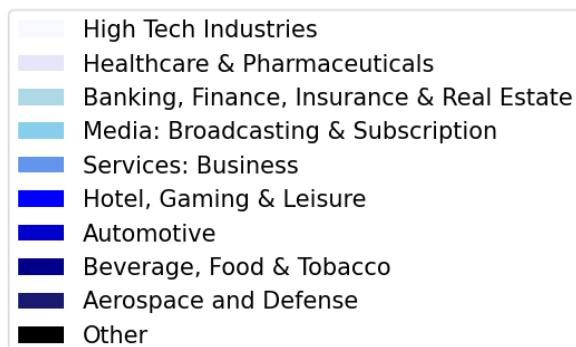 High Tech Industries
Healthcare & Pharmaceuticals
Banking, Finance, Insurance & Real Estate
Media: Broadcasting & Subscription
Services: Business
Hotel, Gaming & Leisure
Automotive
Beverage, Food & Tobacco
Aerospace and Defense
Other